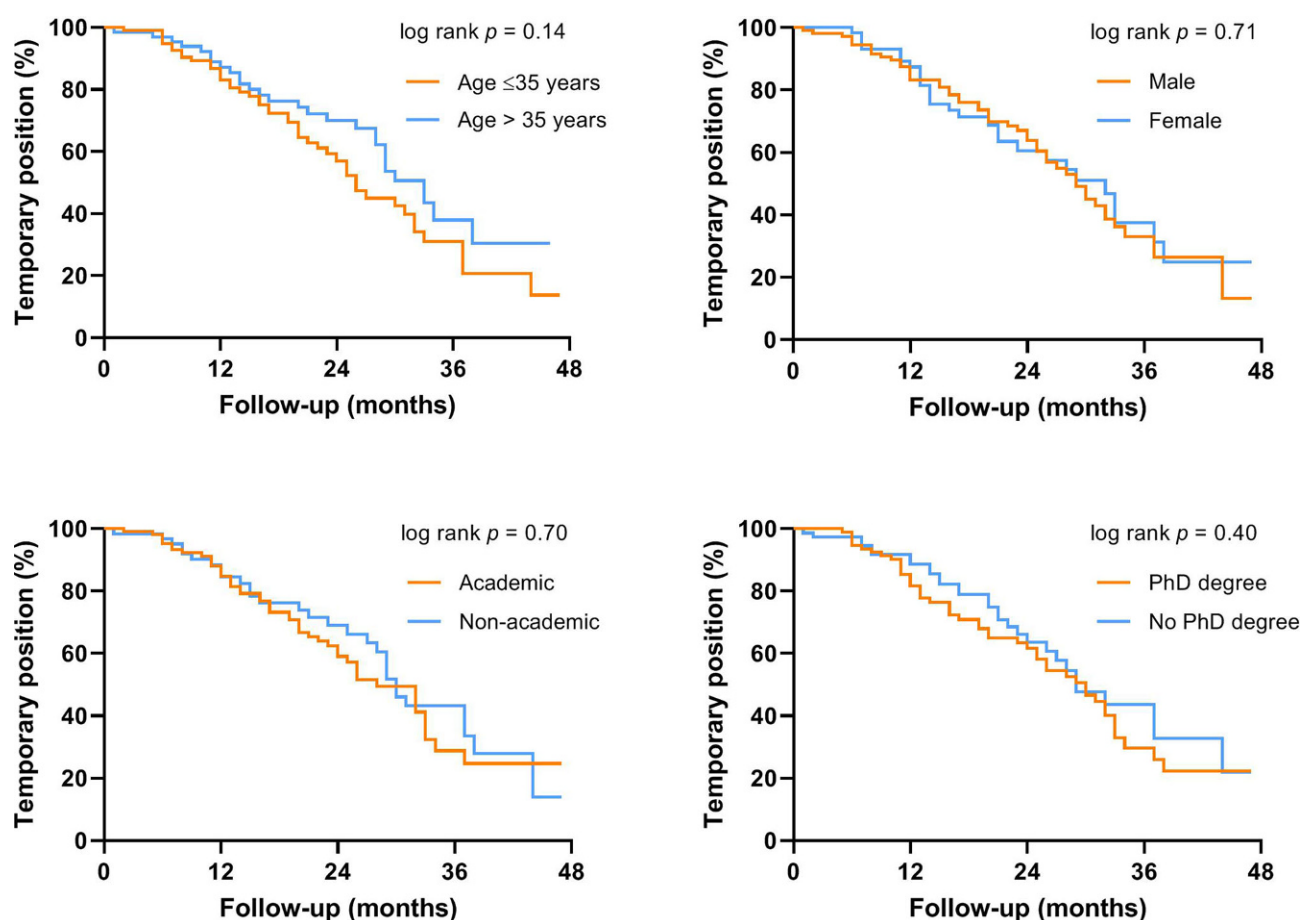 log rank p = 0.14
Age ≤35 years
Age > 35 years
Temporary position (%)
100
80
60
40
20
0
0 12 24 36 48
Follow-up (months)
log rank p = 0.71
Male
Female
Temporary position (%)
100
80
60
40
20
0
0 12 24 36 48
Follow-up (months)
log rank p = 0.70
Academic
Non-academic
Temporary position (%)
100
80
60
40
20
0
0 12 24 36 48
Follow-up (months)
log rank p = 0.40
PhD degree
No PhD degree
Temporary position (%)
100
80
60
40
20
0
0 12 24 36 48
Follow-up (months)